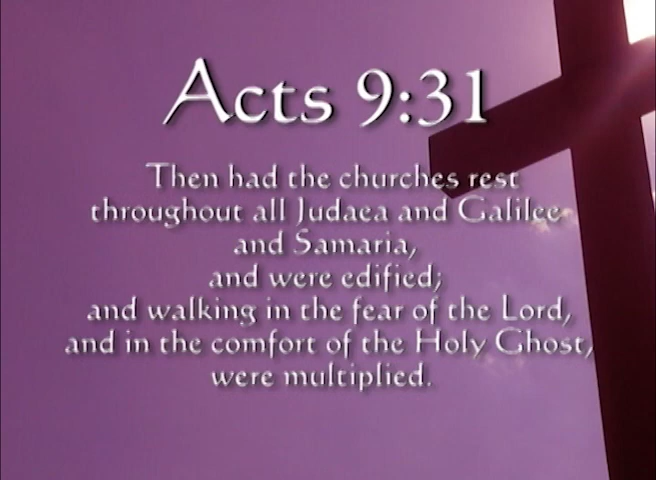 Acts 9:31
Then had the churches rest
throughout all Judaea and Galilee
and Samaria,
and were edified;
and walking in the fear of the Lord,
and in the comfort of the Holy Ghost,
were multiplied.